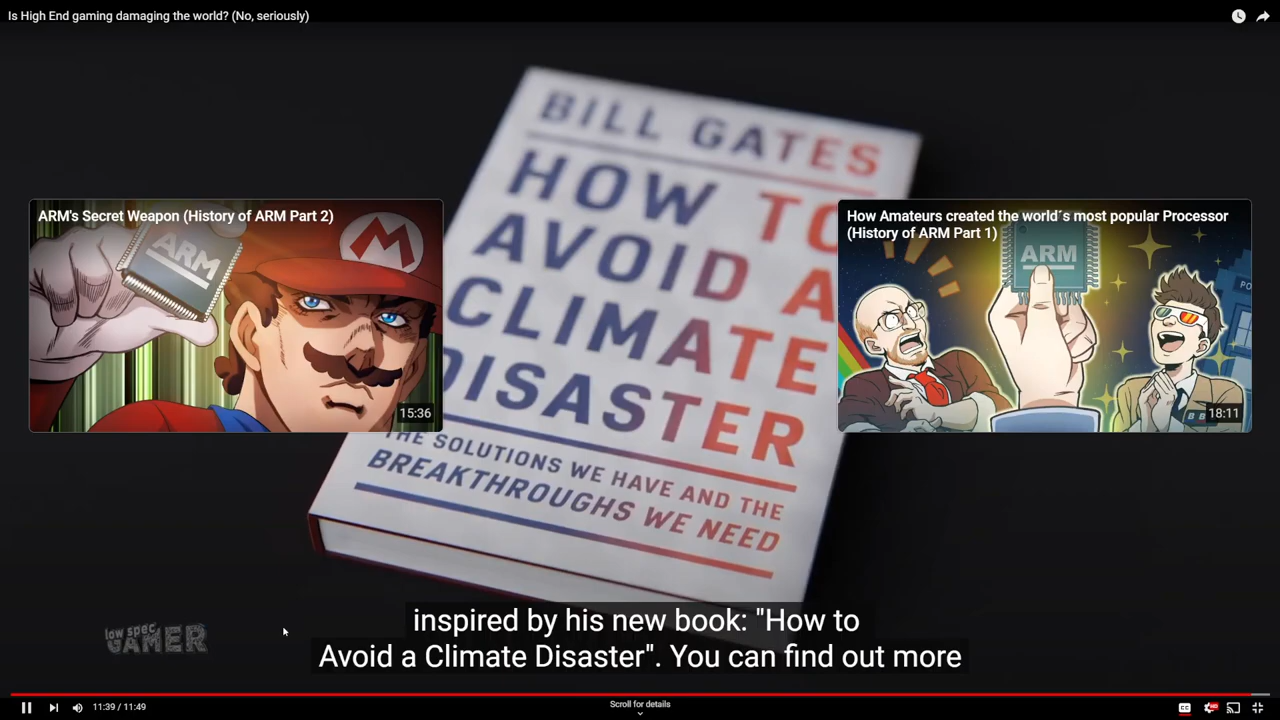 Is High End gaming damaging the world? (No, seriously)
BILL GATES
HOW TO
AVOID A
CLIMATE
DISASTER
THE SOLUTIONS WE HAVE AND THE
BREAKTHROUGHS WE NEED
ARM's Secret Weapon (History of ARM Part 2)
M
ARM
15:36
How Amateurs created the world´s most popular Processor
(History of ARM Part 1)
ARM
PO
B B
18:11
low spec
GAMER
inspired by his new book: "How to
Avoid a Climate Disaster". You can find out more
11:39 / 11:49
Scroll for details
CC
HD